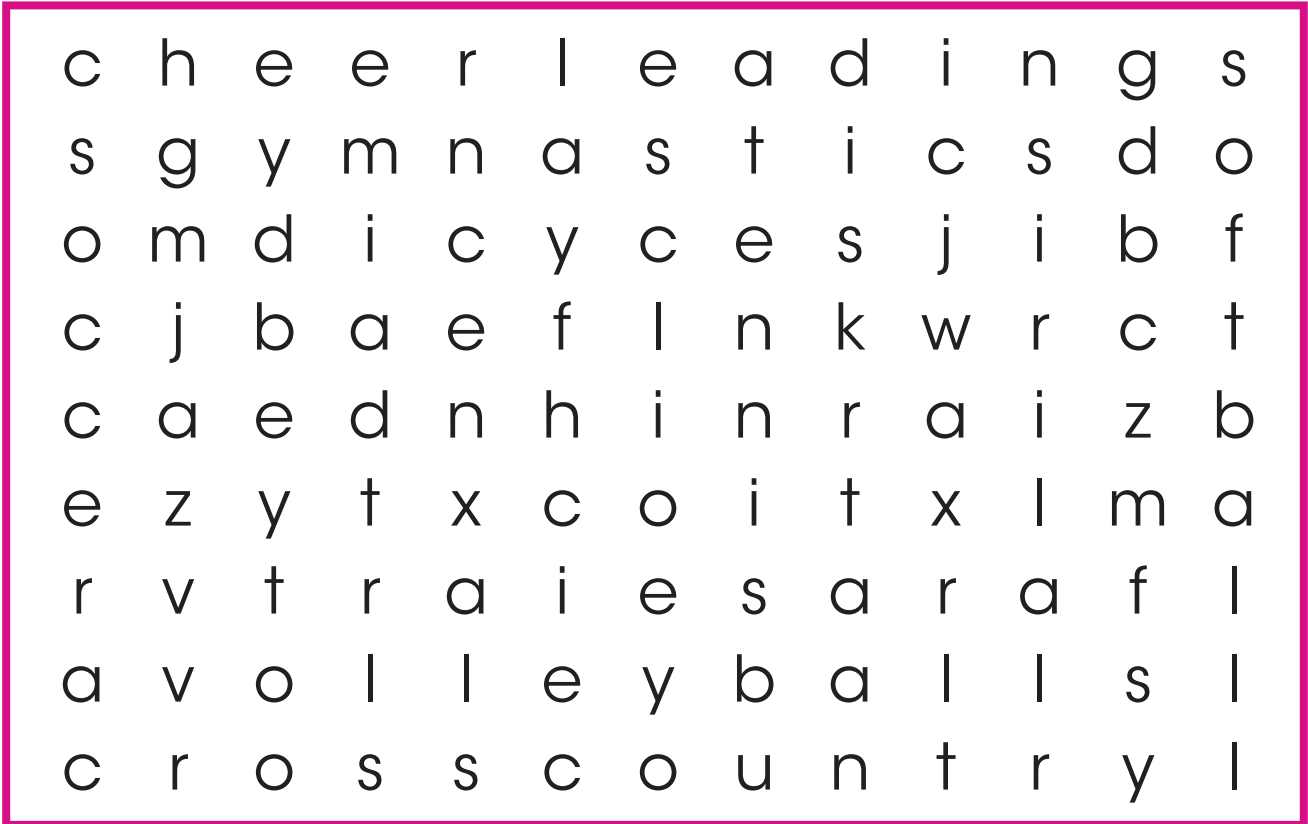 c h e e r l e a d i n g s
s g y m n a s t i c s d o
o m d i c y c e s j i b f
c j b a e f l n k w r c t
c a e d n h i n r a i z b
e z y t x c o i t x l m a
r v t r a i e s a r a f l
a v o l l e y b a l l s l
c r o s s c o u n t r y l